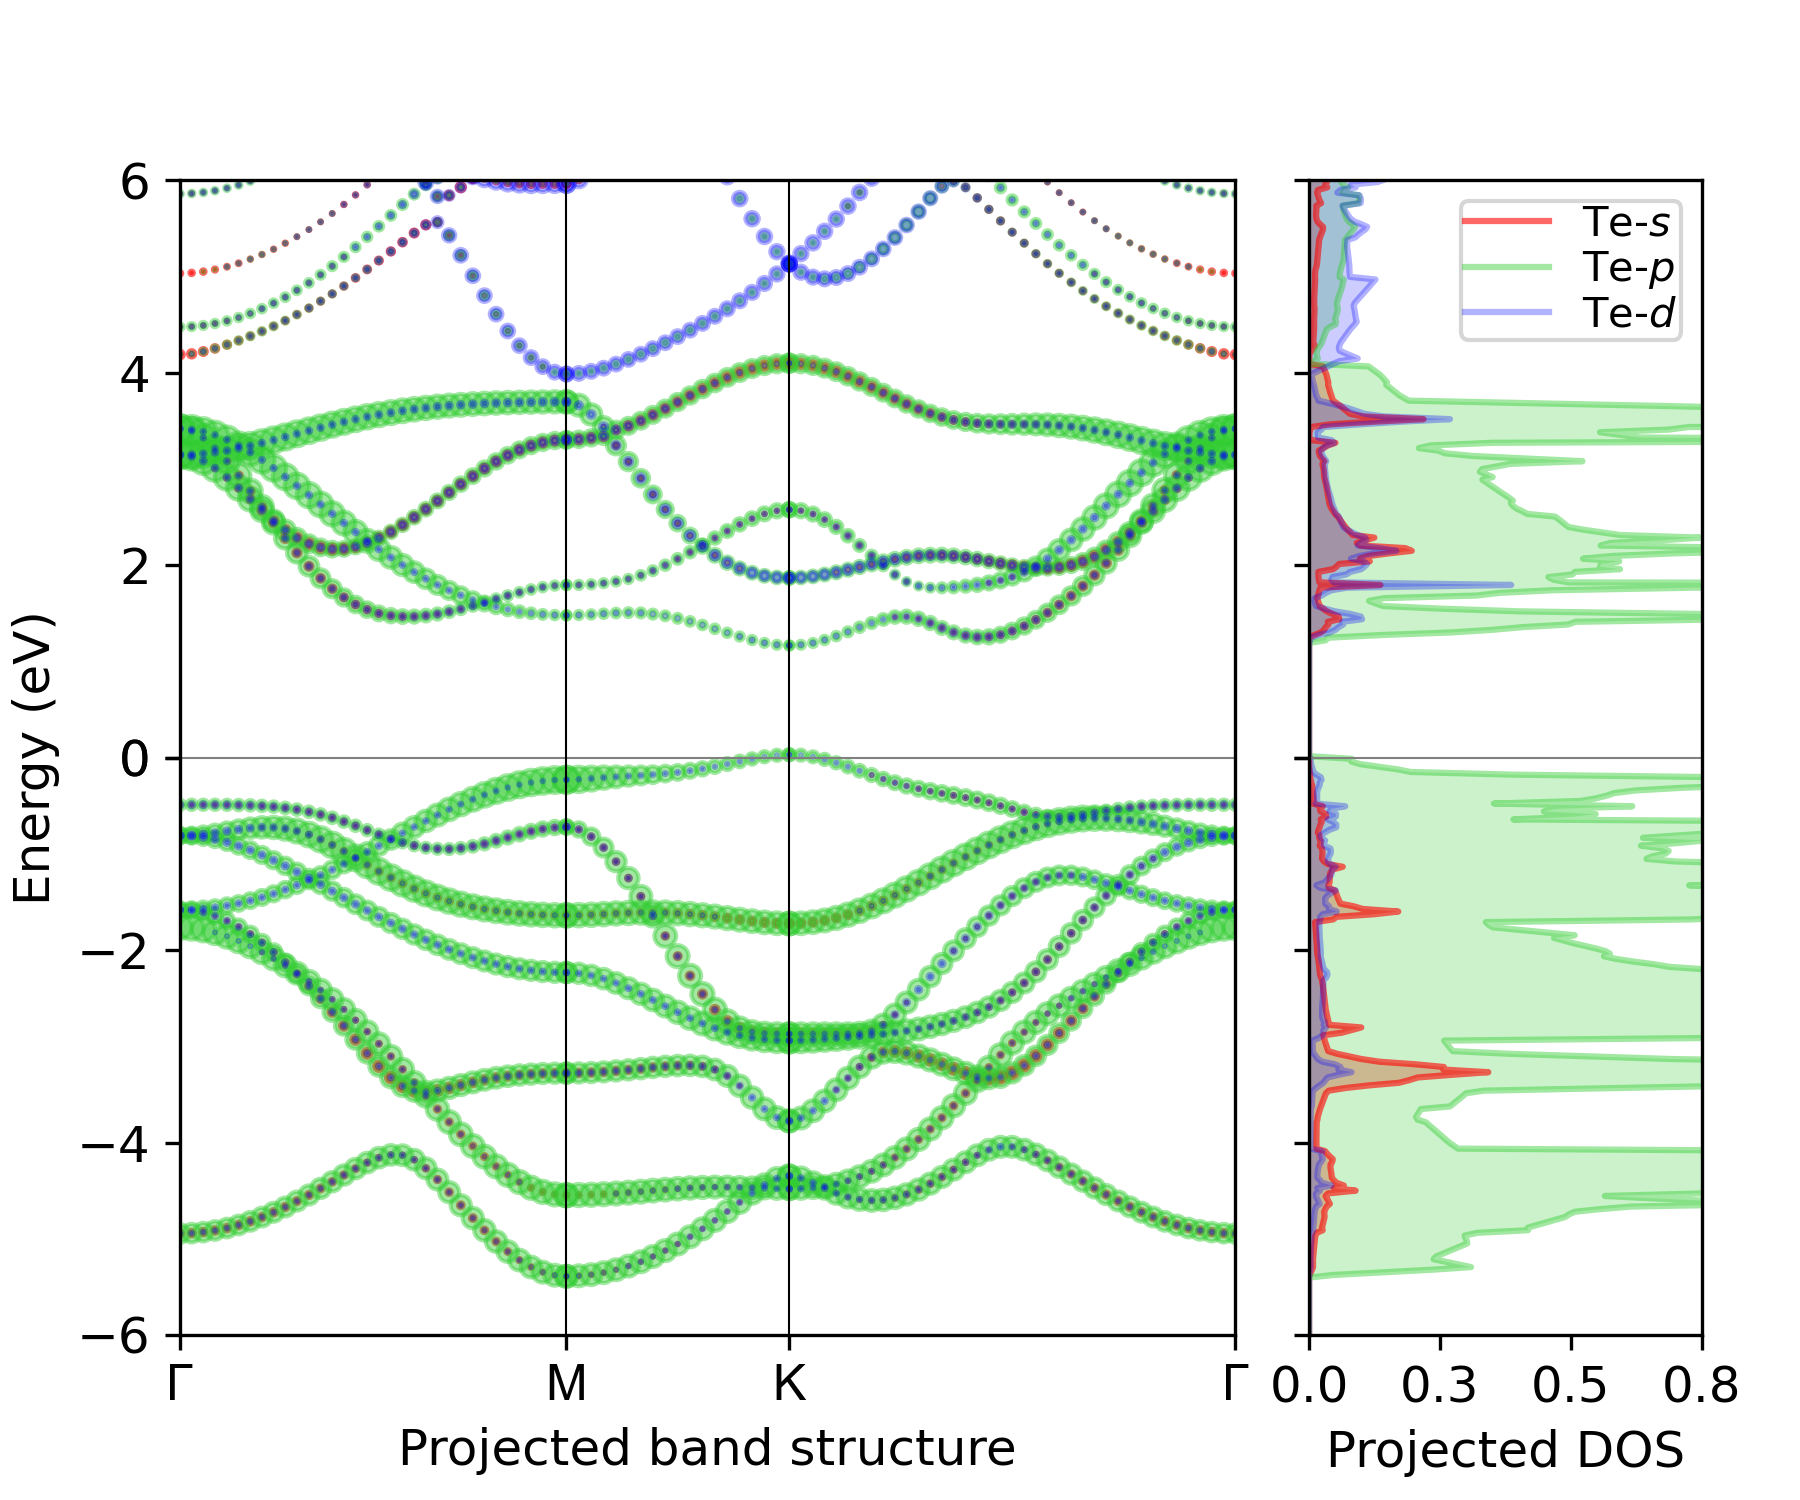 6
4
2
0
−2
−4
−6
Energy (eV)
Γ M K Γ
Projected band structure
Te-s
Te-p
Te-d
0.0 0.3 0.5 0.8
Projected DOS